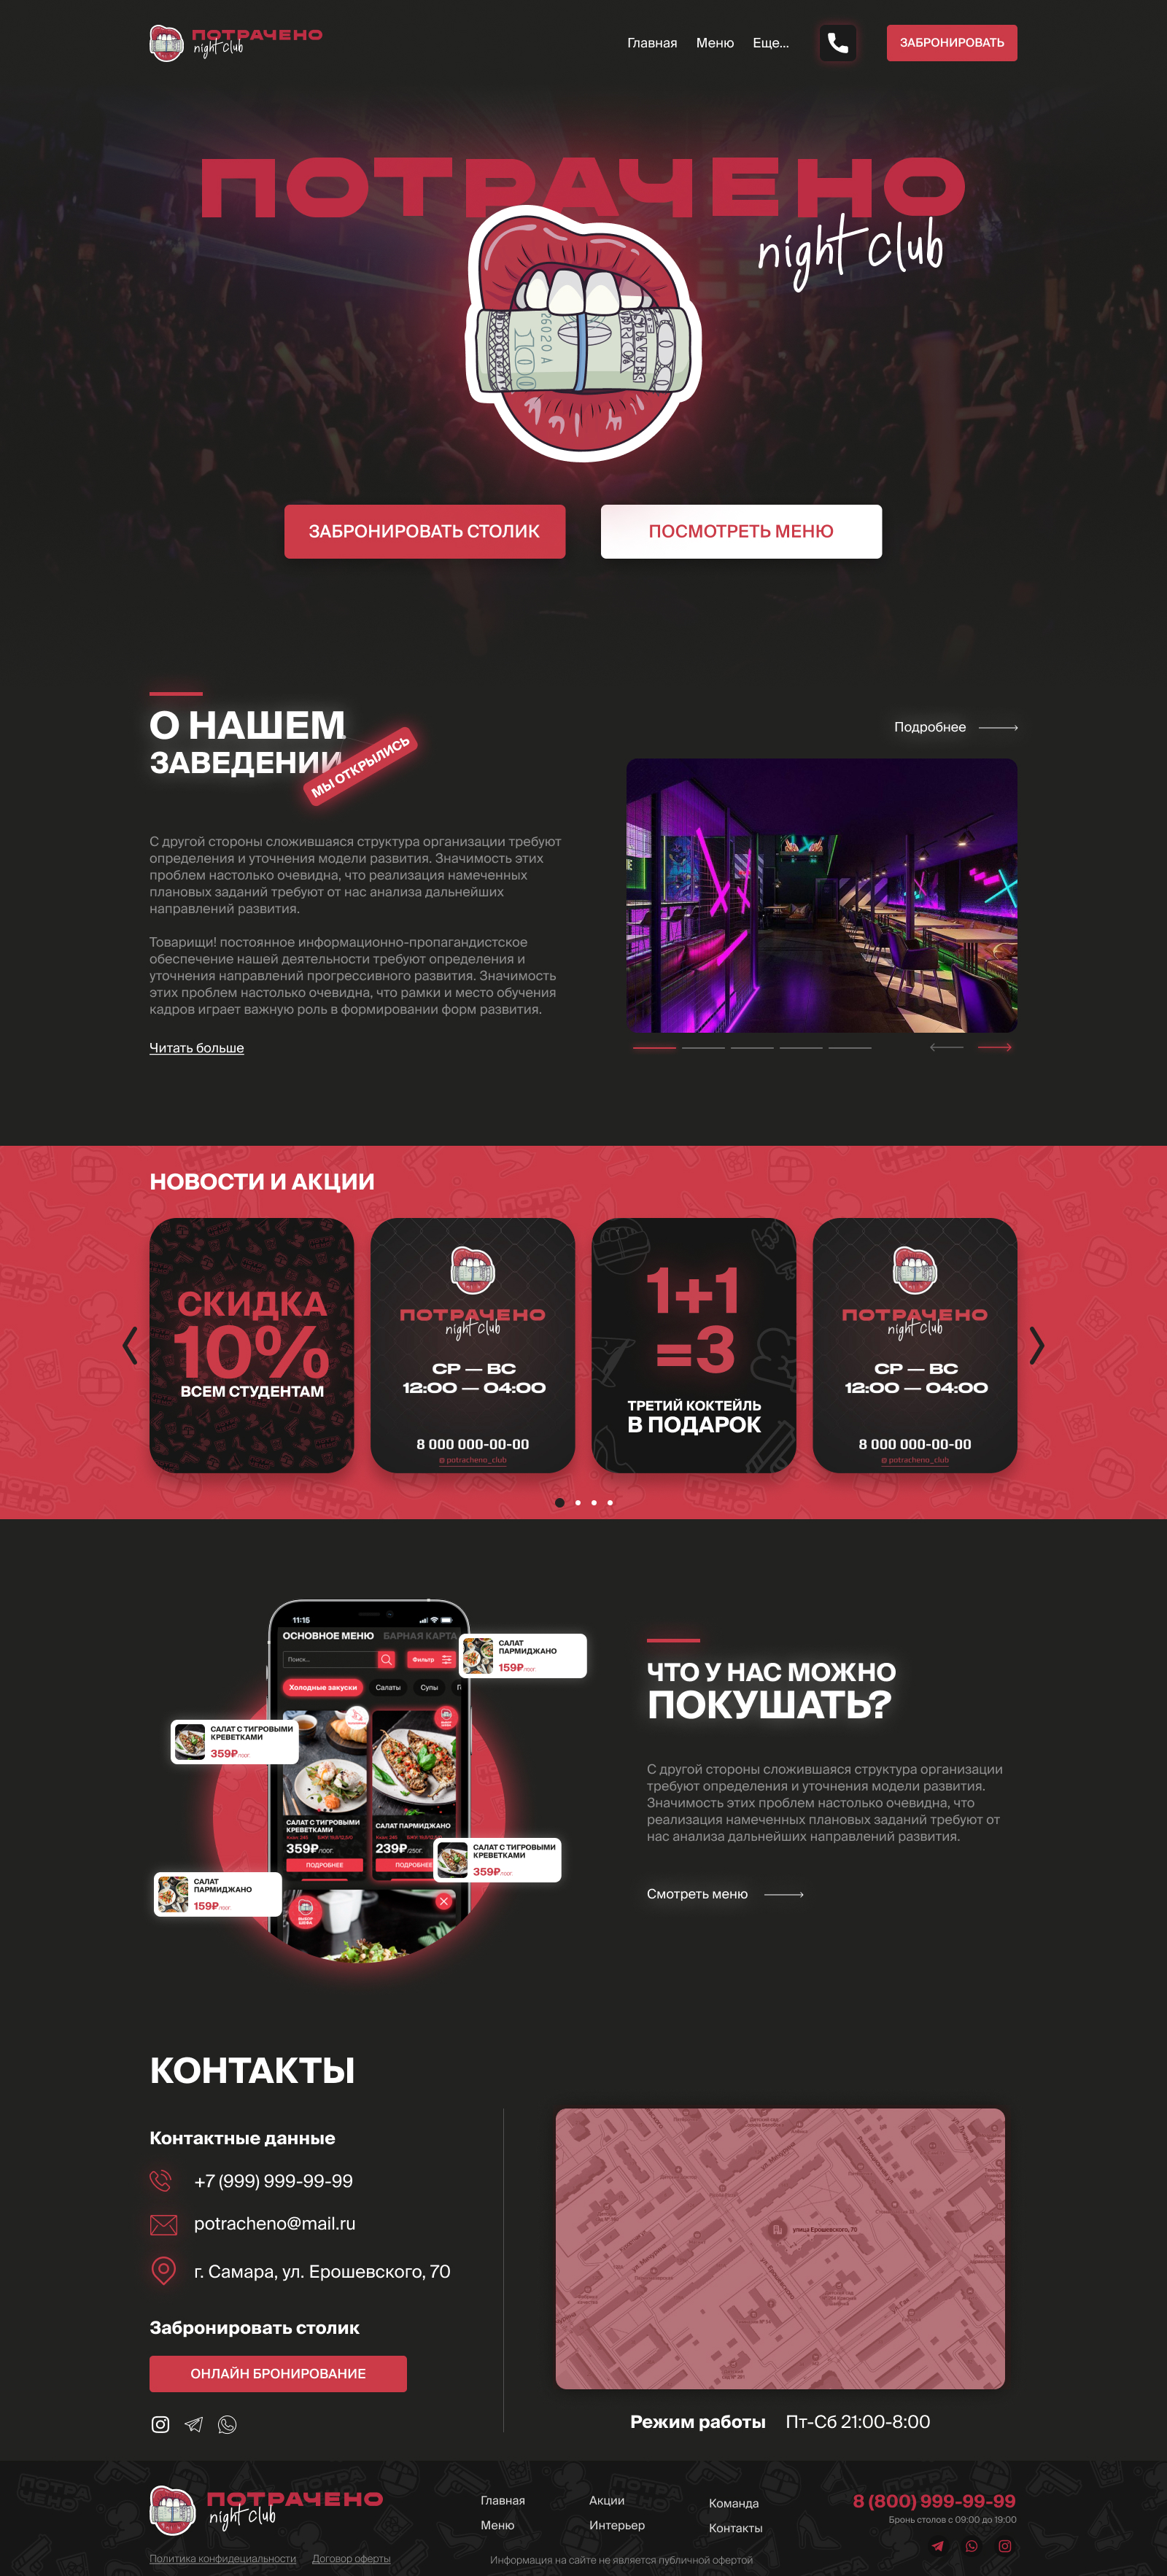 ПОТРАЧЕНО
night club
Главная Меню Еще...
ЗАБРОНИРОВАТЬ
ПОТРАЧЕНО
night club
ЗАБРОНИРОВАТЬ СТОЛИК
ПОСМОТРЕТЬ МЕНЮ
О НАШЕМ
ЗАВЕДЕНИИ
МЫ ОТКРЫЛИСЬ
Подробнее
С другой стороны сложившаяся структура организации требуют
определения и уточнения модели развития. Значимость этих
проблем настолько очевидна, что реализация намеченных
плановых заданий требуют от нас анализа дальнейших
направлений развития.
Товарищи! постоянное информационно-пропагандистское
обеспечение нашей деятельности требуют определения и
уточнения направлений прогрессивного развития. Значимость
этих проблем настолько очевидна, что рамки и место обучения
кадров играет важную роль в формировании форм развития.
Читать больше
НОВОСТИ И АКЦИИ
СКИДКА
10%
ВСЕМ СТУДЕНТАМ
ПОТРАЧЕНО
night club
СР — ВС
12:00 — 04:00
8 000 000-00-00
potracheno_club
1+1
=3
ТРЕТИЙ КОКТЕЙЛЬ
В ПОДАРОК
ПОТРАЧЕНО
night club
СР — ВС
12:00 — 04:00
8 000 000-00-00
potracheno_club
11:15
ОСНОВНОЕ МЕНЮ БАРНАЯ КАРТА
Поиск...
Фильтр
Холодные закуски Салаты Супы
САЛАТ
ПАРМИДЖАНО
159₽
САЛАТ С ТИГРОВЫМИ
КРЕВЕТКАМИ
359₽
САЛАТ С ТИГРОВЫМИ
КРЕВЕТКАМИ
359₽
ПОДРОБНЕЕ
САЛАТ ПАРМИДЖАНО
239₽/250г.
ПОДРОБНЕЕ
САЛАТ С ТИГРОВЫМИ
КРЕВЕТКАМИ
359₽
САЛАТ
ПАРМИДЖАНО
159₽
ЧТО У НАС МОЖНО
ПОКУШАТЬ?
С другой стороны сложившаяся структура организации
требуют определения и уточнения модели развития.
Значимость этих проблем настолько очевидна, что
реализация намеченных плановых заданий требуют от
нас анализа дальнейших направлений развития.
Смотреть меню
КОНТАКТЫ
Контактные данные
+7 (999) 999-99-99
potracheno@mail.ru
г. Самара, ул. Ерошевского, 70
Забронировать столик
ОНЛАЙН БРОНИРОВАНИЕ
улица Ерошевского, 70
Режим работы Пт-Сб 21:00-8:00
ПОТРАЧЕНО
night club
Политика конфидециальности Договор оферты
Главная
Меню
Акции
Интерьер
Команда
Контакты
Информация на сайте не является публичной офертой
8 (800) 999-99-99
Бронь столов с 09:00 до 19:00